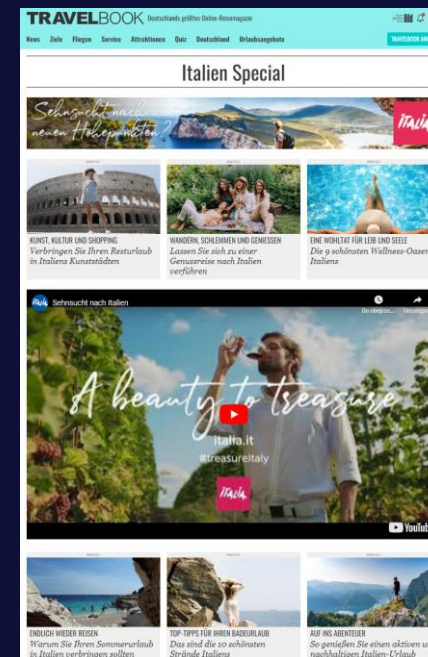 TRAVELBOOK Deutschlands größtes Online-Reisemagazin
News Ziele Fliegen Service Attraktionen Quiz Deutschland Urlaubsangebote
TRAVELBOOK
Italien Special
Sehnsucht nach
neuen Höhepunkten?
ITALIA
KUNST, KULTUR UND SHOPPING
Verbringen Sie Ihren Resturlaub
in Italiens Kunststädten
WANDERN, SCHLEMMEN UND GENIESSEN
Lassen Sie sich zu einer
Genussreise nach Italien
verführen
EINE WOHLTAT FÜR LEIB UND SEELE
Die 9 schönsten Wellness-Oasen
Italiens
Sehnsucht nach Italien
Do obejrze...
Udostępnij
A beauty to treasure
italia.it
#treasureitaly
ITALIA
YouTube
ENDLICH WIEDER REISEN
Warum Sie Ihren Sommerurlaub
in Italien verbringen sollten
TOP-TIPPS FÜR IHREN BADEURLAUB
Das sind die 10 schönsten
Strände Italiens
AUF INS ABENTEUER
So genießen Sie einen aktiven u
nachhaltigen Italien-Urlaub